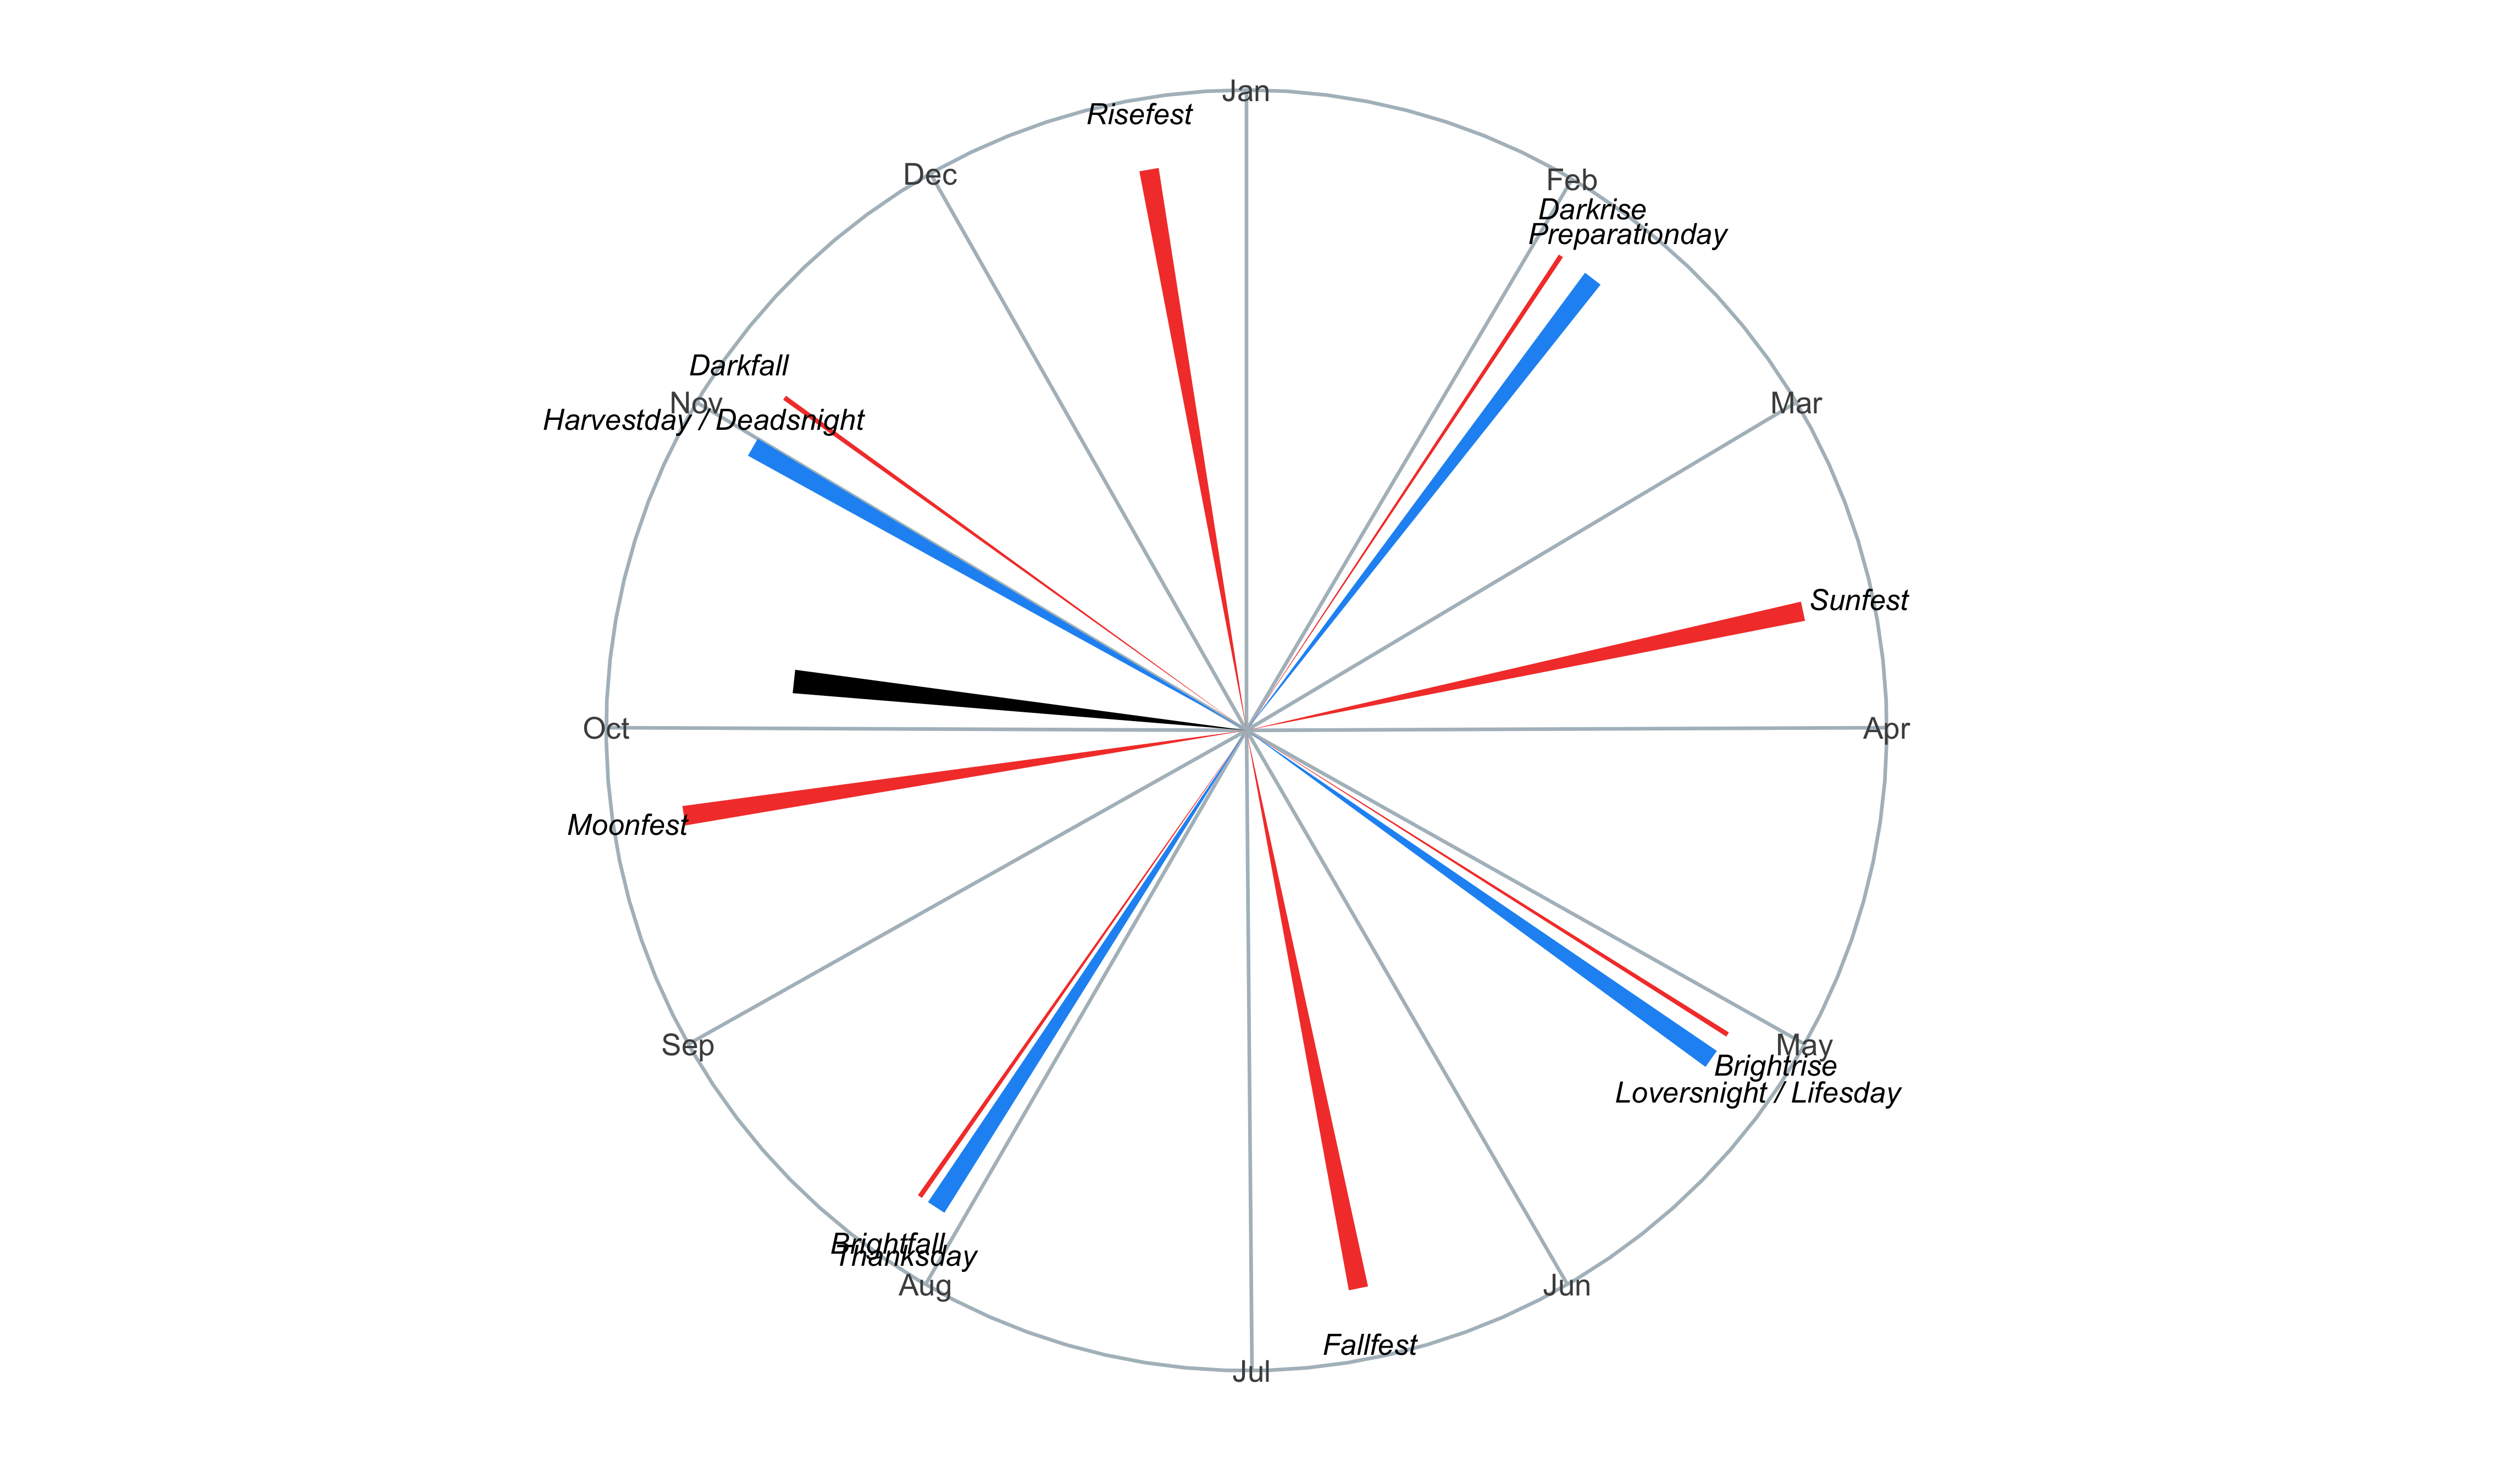 Jan
Risefest
Dec
Feb
Darkrise
Preparationday
Darkfall
Nov
Mar
Harvestday / Deadsnight
Sunfest
Oct
Apr
Moonfest
Sep
May
Brightrise
Loversnight / Lifesday
Brightfall
Thanksday
Aug
Jun
Fallfest
Jul